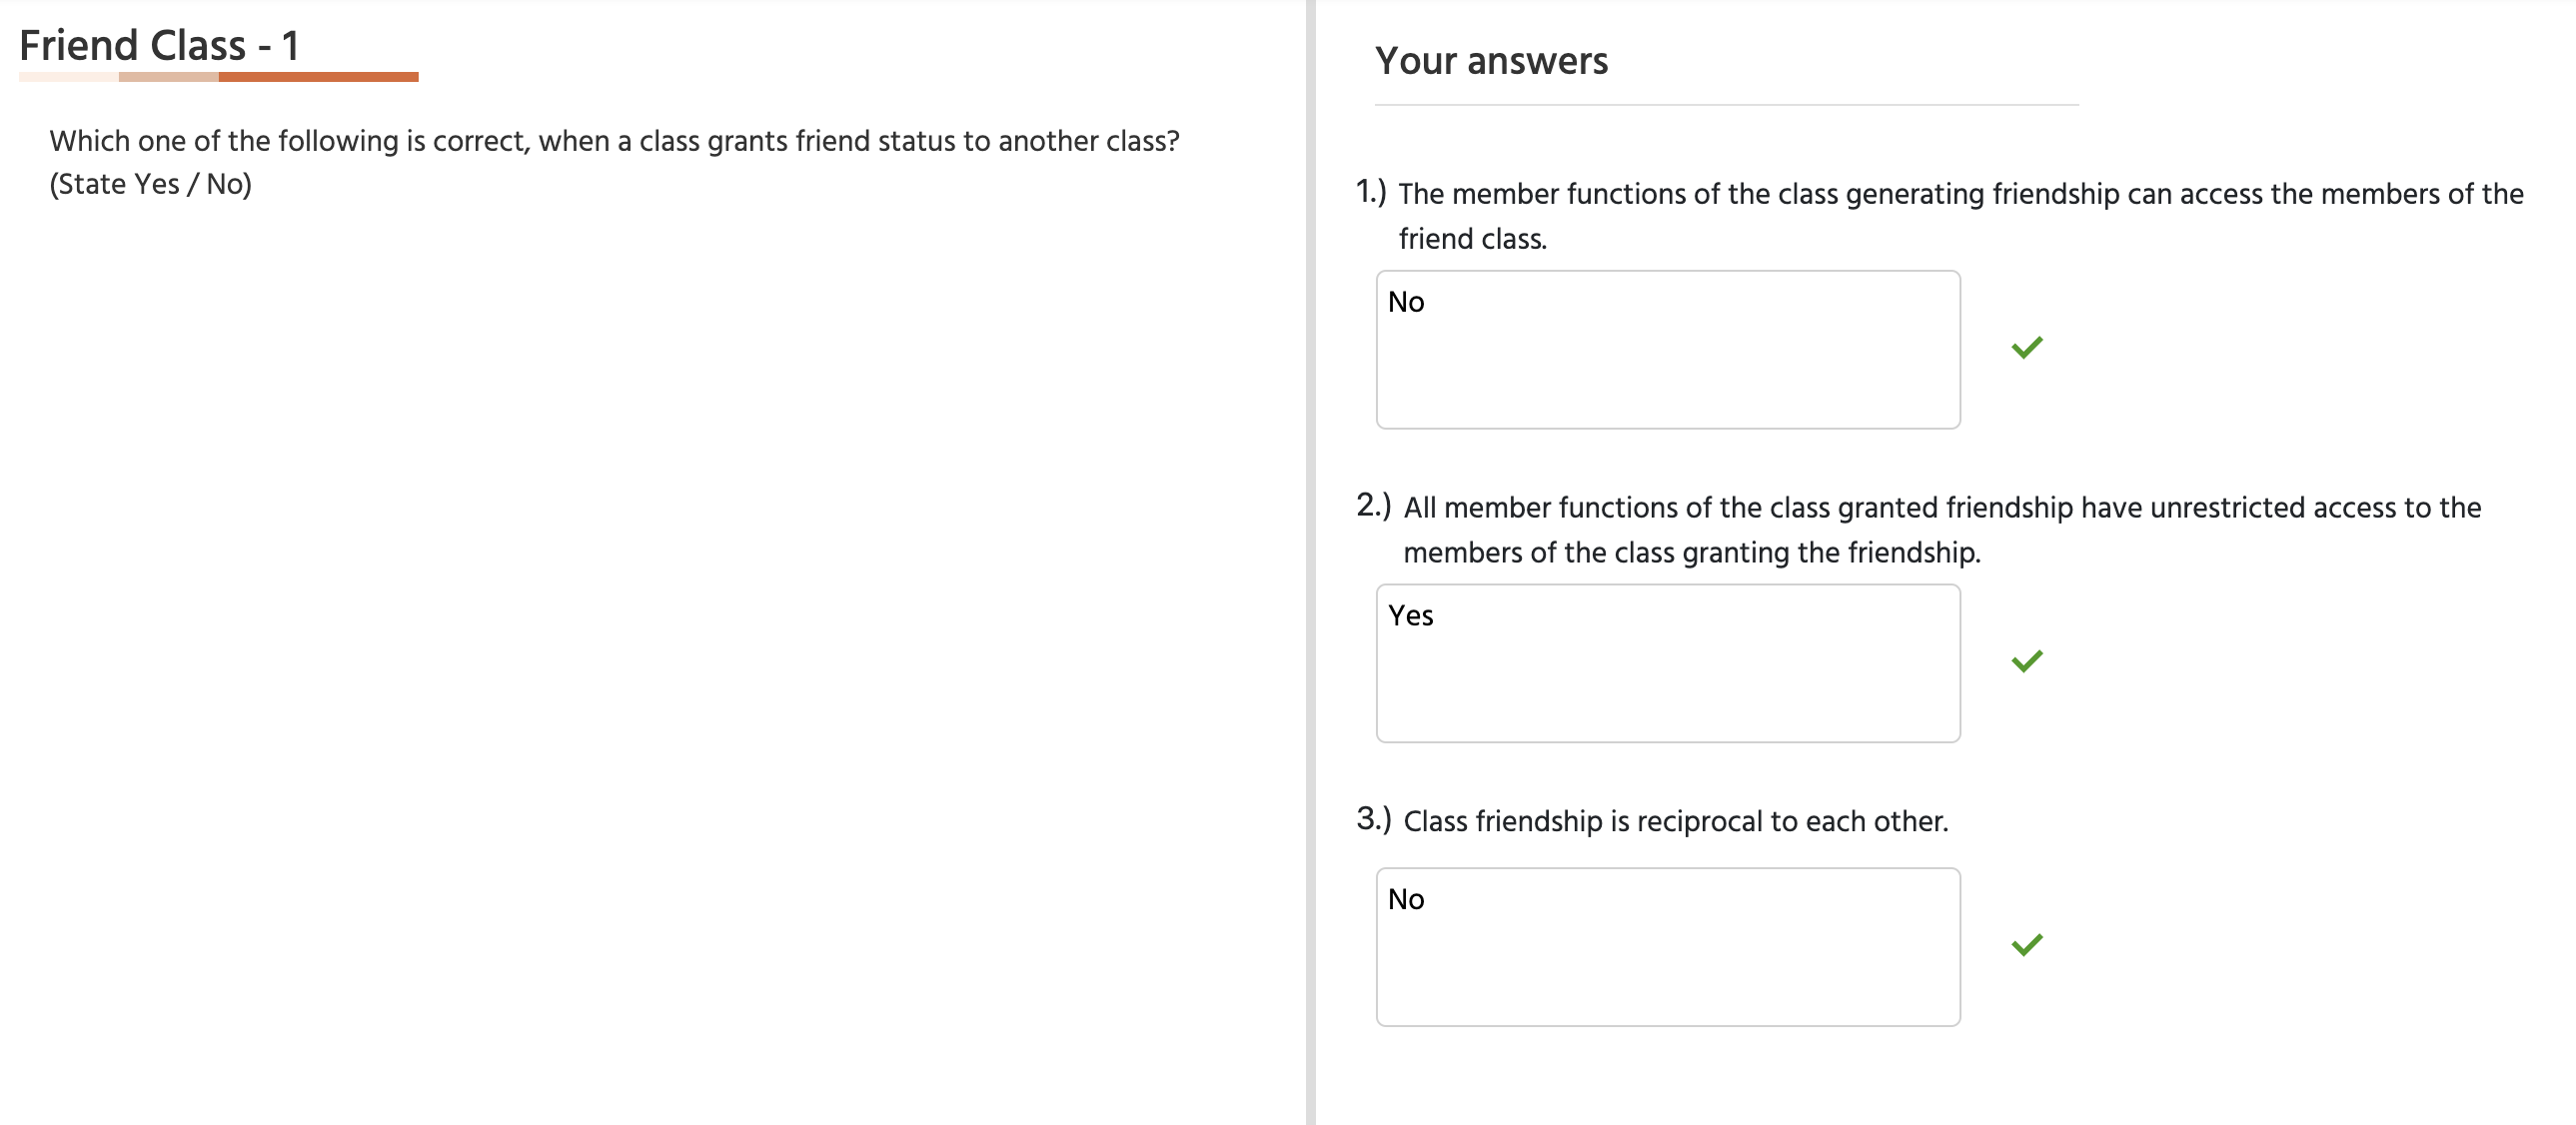 Friend Class - 1
Which one of the following is correct, when a class grants friend status to another class?
(State Yes / No)
Your answers
1.) The member functions of the class generating friendship can access the members of the
friend class.
No
2.) All member functions of the class granted friendship have unrestricted access to the
members of the class granting the friendship.
Yes
3.) Class friendship is reciprocal to each other.
No